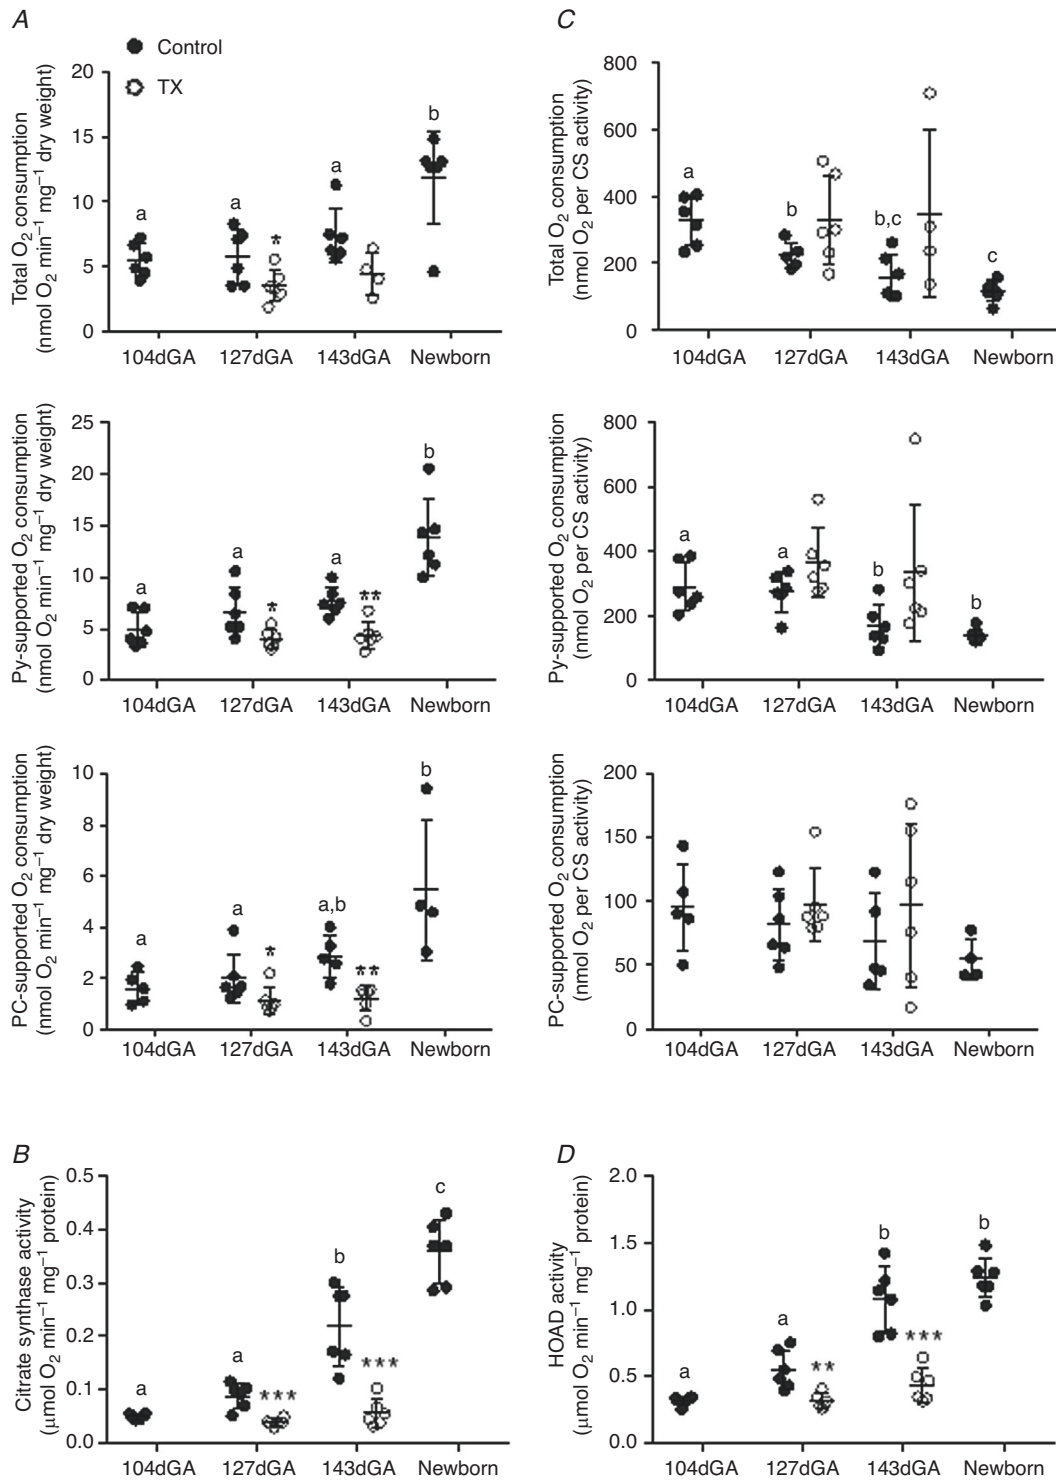 A
Control
TX
Total O₂ consumption
(nmol O₂ min⁻¹ mg⁻¹ dry weight)
20
15
10
5
0
a
a
*
a
b
104dGA 127dGA 143dGA Newborn
C
Total O₂ consumption
(nmol O₂ per CS activity)
800
600
400
200
0
a
b
b,c
c
104dGA 127dGA 143dGA Newborn
Py-supported O₂ consumption
(nmol O₂ min⁻¹ mg⁻¹ dry weight)
25
20
15
10
5
0
a
a
*
a
**
b
104dGA 127dGA 143dGA Newborn
Py-supported O₂ consumption
(nmol O₂ per CS activity)
800
600
400
200
0
a
a
b
b
104dGA 127dGA 143dGA Newborn
PC-supported O₂ consumption
(nmol O₂ min⁻¹ mg⁻¹ dry weight)
10
8
6
4
2
0
a
a
*
a,b
**
b
104dGA 127dGA 143dGA Newborn
PC-supported O₂ consumption
(nmol O₂ per CS activity)
200
150
100
50
0
104dGA 127dGA 143dGA Newborn
B
Citrate synthase activity
(μmol O₂ min⁻¹ mg⁻¹ protein)
0.5
0.4
0.3
0.2
0.1
0.0
a
a
***
b
***
c
104dGA 127dGA 143dGA Newborn
D
HOAD activity
(μmol O₂ min⁻¹ mg⁻¹ protein)
2.0
1.5
1.0
0.5
0.0
a
a
**
b
***
b
104dGA 127dGA 143dGA Newborn